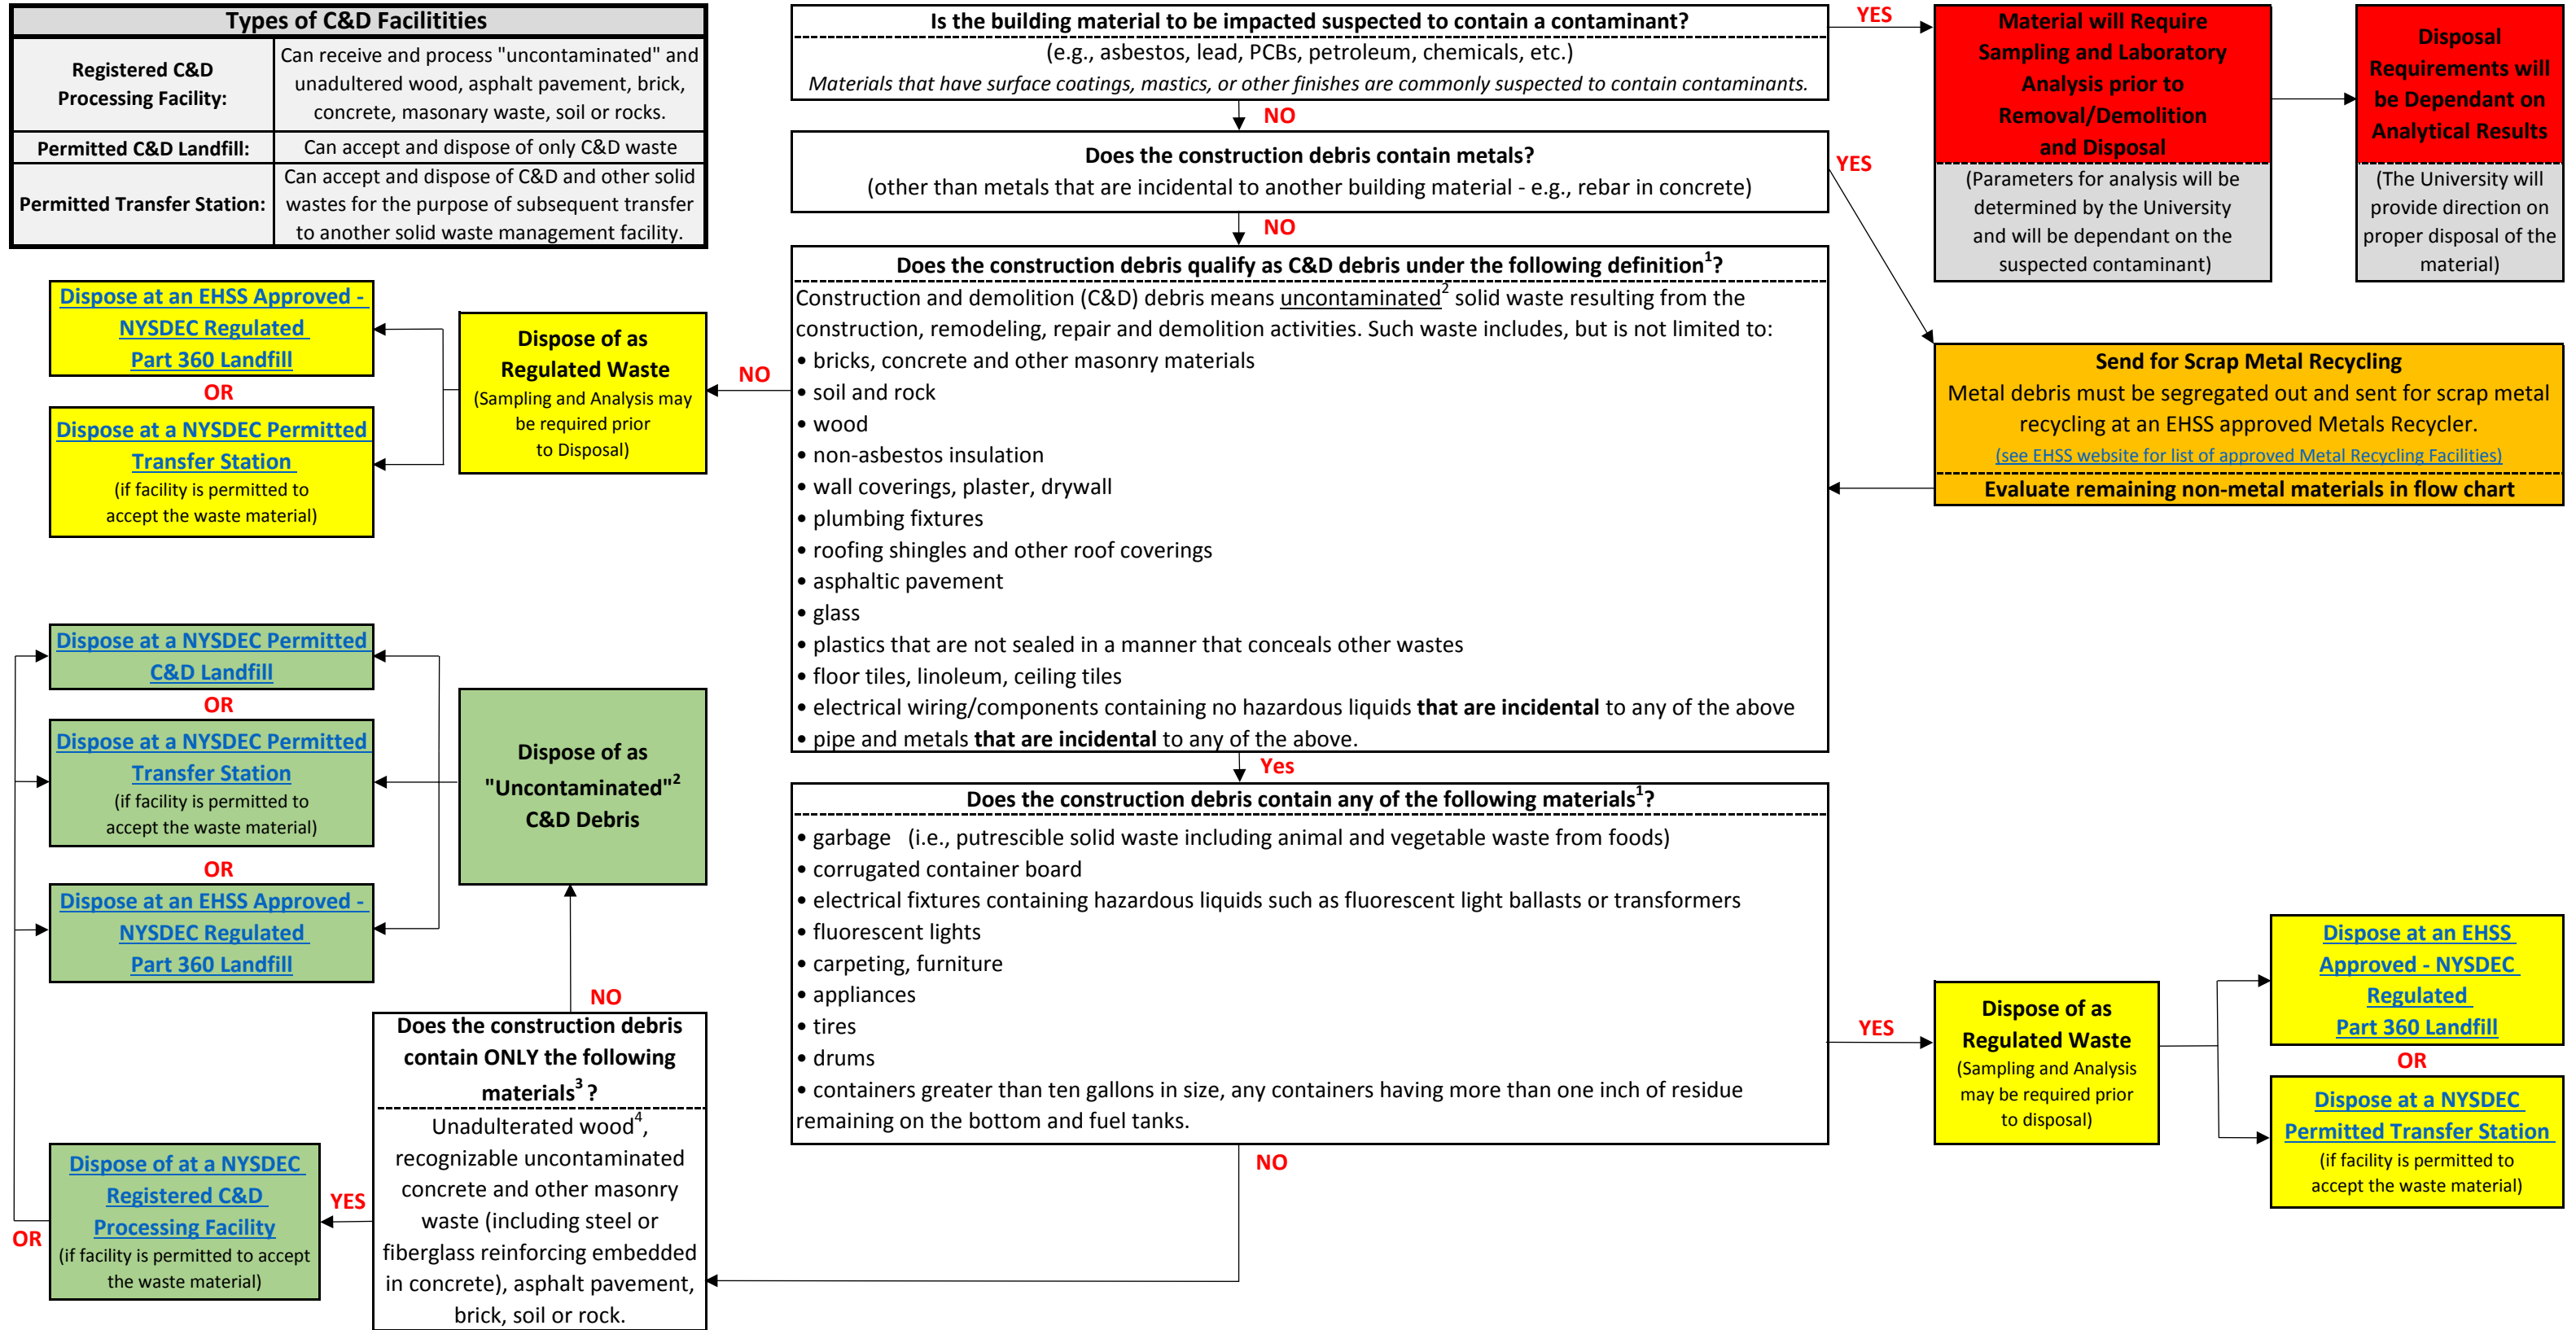 Types of C&D Facilitities
Registered C&D
Processing Facility:
Can receive and process "uncontaminated" and
unadultered wood, asphalt pavement, brick,
concrete, masonary waste, soil or rocks.
Permitted C&D Landfill:
Can accept and dispose of only C&D waste
Permitted Transfer Station:
Can accept and dispose of C&D and other solid
wastes for the purpose of subsequent transfer
to another solid waste management facility.
Is the building material to be impacted suspected to contain a contaminant?
(e.g., asbestos, lead, PCBs, petroleum, chemicals, etc.)
Materials that have surface coatings, mastics, or other finishes are commonly suspected to contain contaminants.
YES
Material will Require
Sampling and Laboratory
Analysis prior to
Removal/Demolition
and Disposal
(Parameters for analysis will be
determined by the University
and will be dependant on the
suspected contaminant)
Disposal
Requirements will
be Dependant on
Analytical Results
(The University will
provide direction on
proper disposal of the
material)
NO
Does the construction debris contain metals?
(other than metals that are incidental to another building material - e.g., rebar in concrete)
YES
Send for Scrap Metal Recycling
Metal debris must be segregated out and sent for scrap metal
recycling at an EHSS approved Metals Recycler.
(see EHSS website for list of approved Metal Recycling Facilities)
Evaluate remaining non-metal materials in flow chart
NO
Does the construction debris qualify as C&D debris under the following definition1?
Construction and demolition (C&D) debris means uncontaminated2 solid waste resulting from the
construction, remodeling, repair and demolition activities. Such waste includes, but is not limited to:
• bricks, concrete and other masonry materials
• soil and rock
• wood
• non-asbestos insulation
• wall coverings, plaster, drywall
• plumbing fixtures
• roofing shingles and other roof coverings
• asphaltic pavement
• glass
• plastics that are not sealed in a manner that conceals other wastes
• floor tiles, linoleum, ceiling tiles
• electrical wiring/components containing no hazardous liquids that are incidental to any of the above
• pipe and metals that are incidental to any of the above.
NO
Dispose of as
Regulated Waste
(Sampling and Analysis may
be required prior
to Disposal)
Dispose at an EHSS Approved -
NYSDEC Regulated
Part 360 Landfill
OR
Dispose at a NYSDEC Permitted
Transfer Station
(if facility is permitted to
accept the waste material)
Yes
Does the construction debris contain any of the following materials1?
• garbage (i.e., putrescible solid waste including animal and vegetable waste from foods)
• corrugated container board
• electrical fixtures containing hazardous liquids such as fluorescent light ballasts or transformers
• fluorescent lights
• carpeting, furniture
• appliances
• tires
• drums
• containers greater than ten gallons in size, any containers having more than one inch of residue
remaining on the bottom and fuel tanks.
YES
Dispose of as
Regulated Waste
(Sampling and Analysis
may be required prior
to disposal)
Dispose at an EHSS
Approved - NYSDEC
Regulated
Part 360 Landfill
OR
Dispose at a NYSDEC
Permitted Transfer Station
(if facility is permitted to
accept the waste material)
NO
Does the construction debris
contain ONLY the following
materials3 ?
Unadulterated wood4,
recognizable uncontaminated
concrete and other masonry
waste (including steel or
fiberglass reinforcing embedded
in concrete), asphalt pavement,
brick, soil or rock.
NO
Dispose of as
"Uncontaminated"2
C&D Debris
Dispose at a NYSDEC Permitted
C&D Landfill
OR
Dispose at a NYSDEC Permitted
Transfer Station
(if facility is permitted to
accept the waste material)
OR
Dispose at an EHSS Approved -
NYSDEC Regulated
Part 360 Landfill
YES
Dispose of at a NYSDEC
Registered C&D
Processing Facility
(if facility is permitted to accept
the waste material)
OR